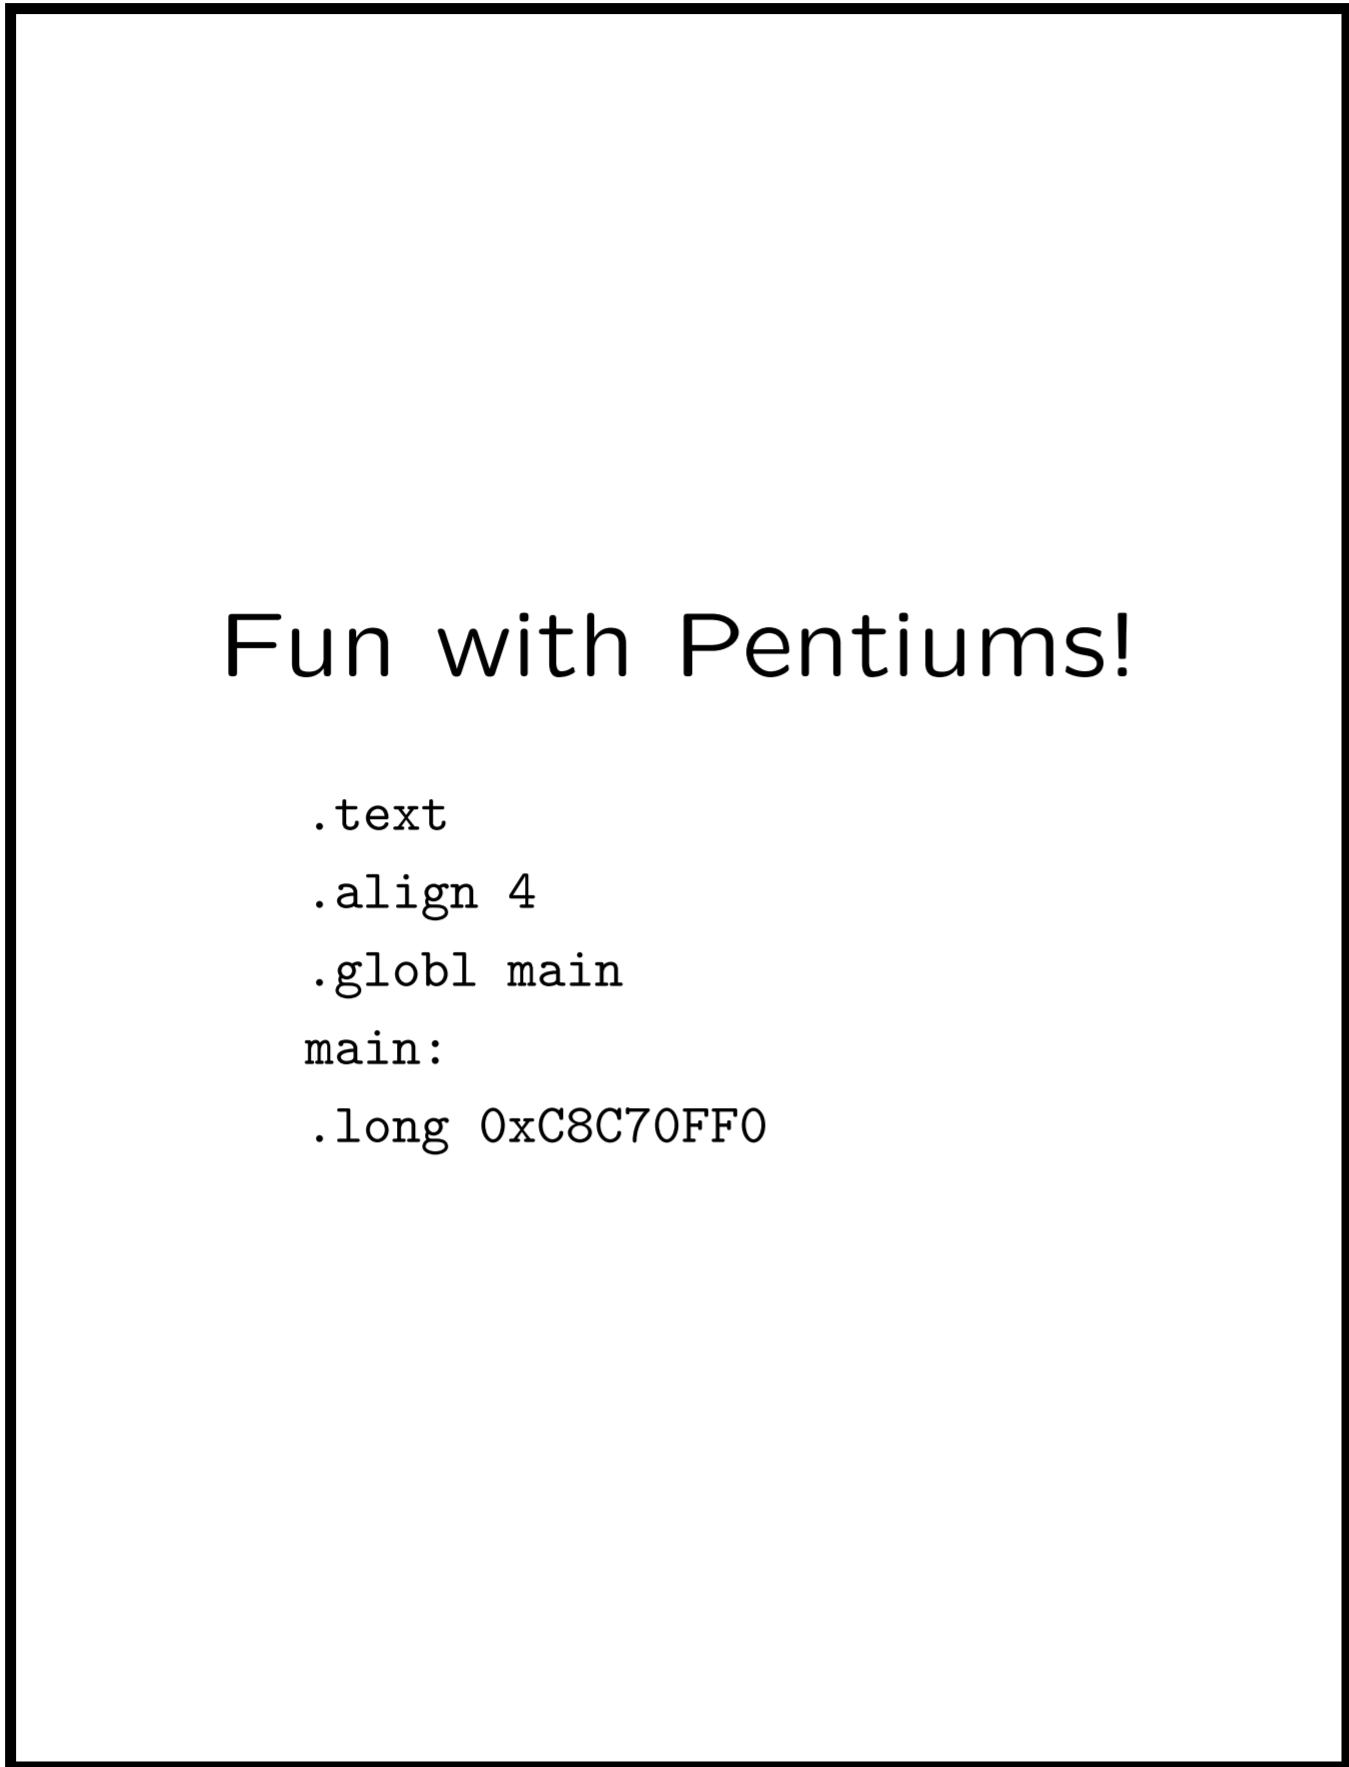 Fun with Pentiums!
.text
.align 4
.globl main
main:
.long 0xC8C70FF0